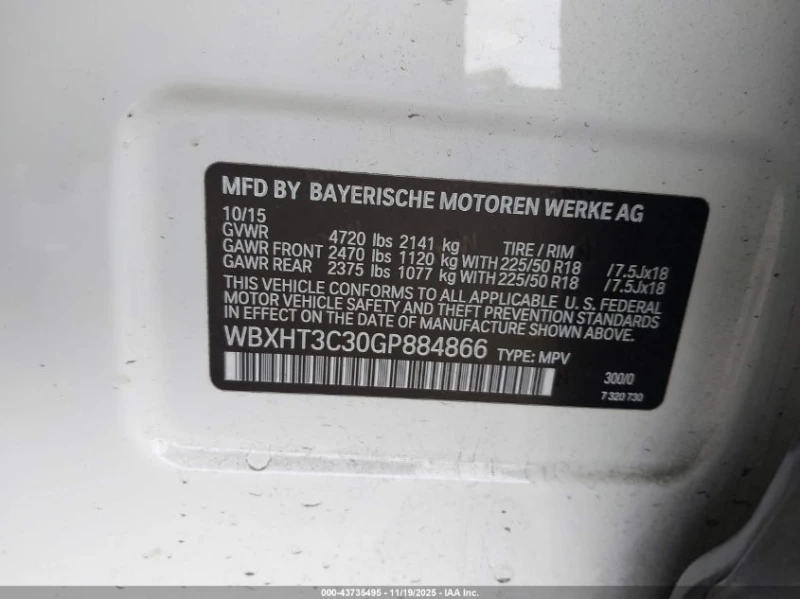 MFD BY BAYERISCHE MOTOREN WERKE AG
10/15
GVWR 4720 lbs 2141 kg TIRE / RIM
GAWR FRONT 2470 lbs 1120 kg WITH 225/50 R18 /7.5Jx18
GAWR REAR 2375 lbs 1077 kg WITH 225/50 R18 /7.5Jx18
THIS VEHICLE CONFORMS TO ALL APPLICABLE U.S. FEDERAL
MOTOR VEHICLE SAFETY AND THEFT PREVENTION STANDARDS
IN EFFECT ON THE DATE OF MANUFACTURE SHOWN ABOVE.
WBXHT3C30GP884866 TYPE: MPV
300/0
7 320 730
000-43735495 - 11/19/2025 - IAA Inc.